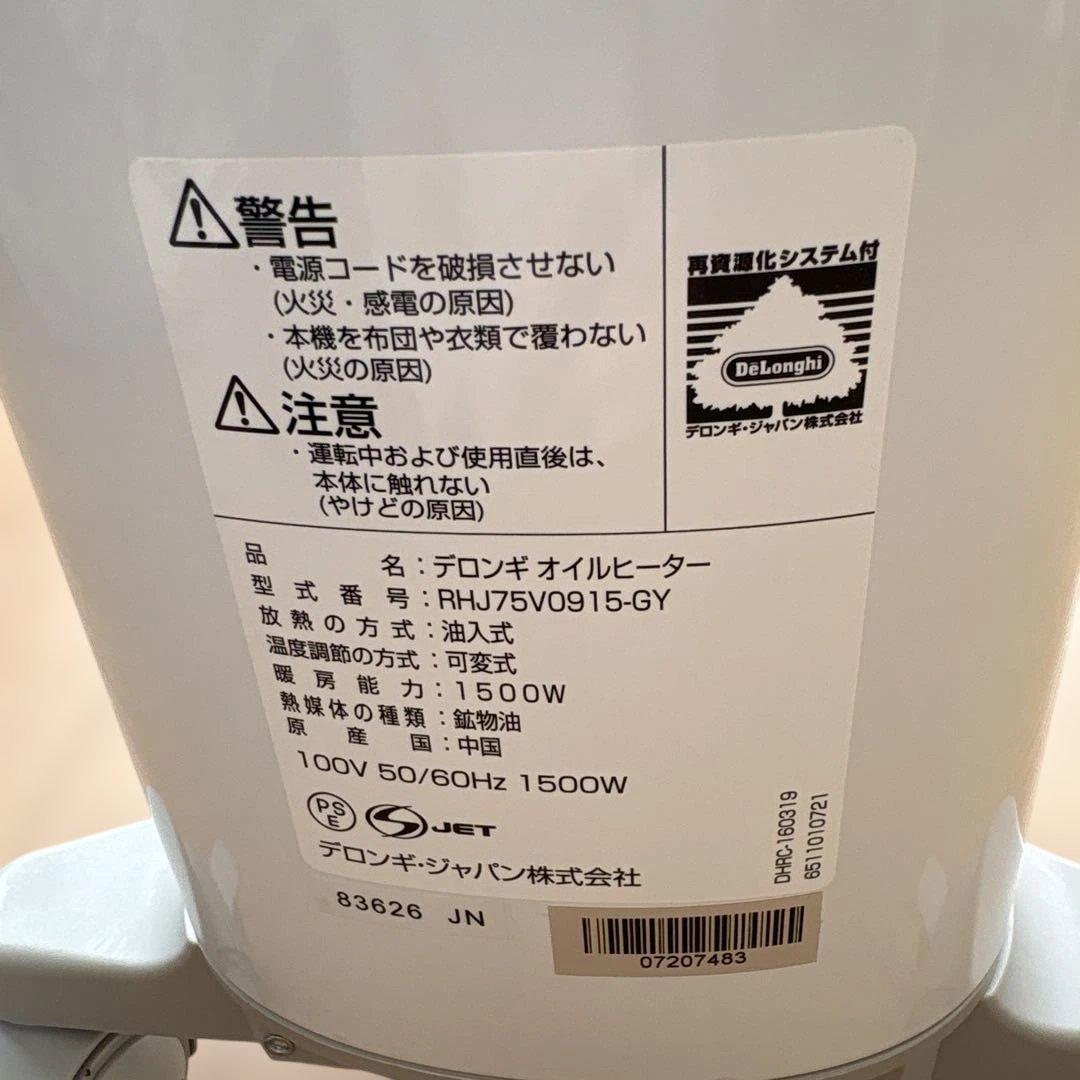 警告
・電源コードを破損させない
(火災・感電の原因)
・本機を布団や衣類で覆わない
(火災の原因)
注意
・運転中および使用直後は、
本体に触れない
(やけどの原因)
再資源化システム付
DeLonghi
デロンギ・ジャパン株式会社
品名：デロンギ オイルヒーター
型式番号：RHJ75V0915-GY
放熱の方式：油入式
温度調節の方式：可変式
暖房能力：1500W
熱媒体の種類：鉱物油
原産国：中国
100V 50/60Hz 1500W
PSE
JET
デロンギ・ジャパン株式会社
DHRC-160319
6511010721
83626 JN
07207483